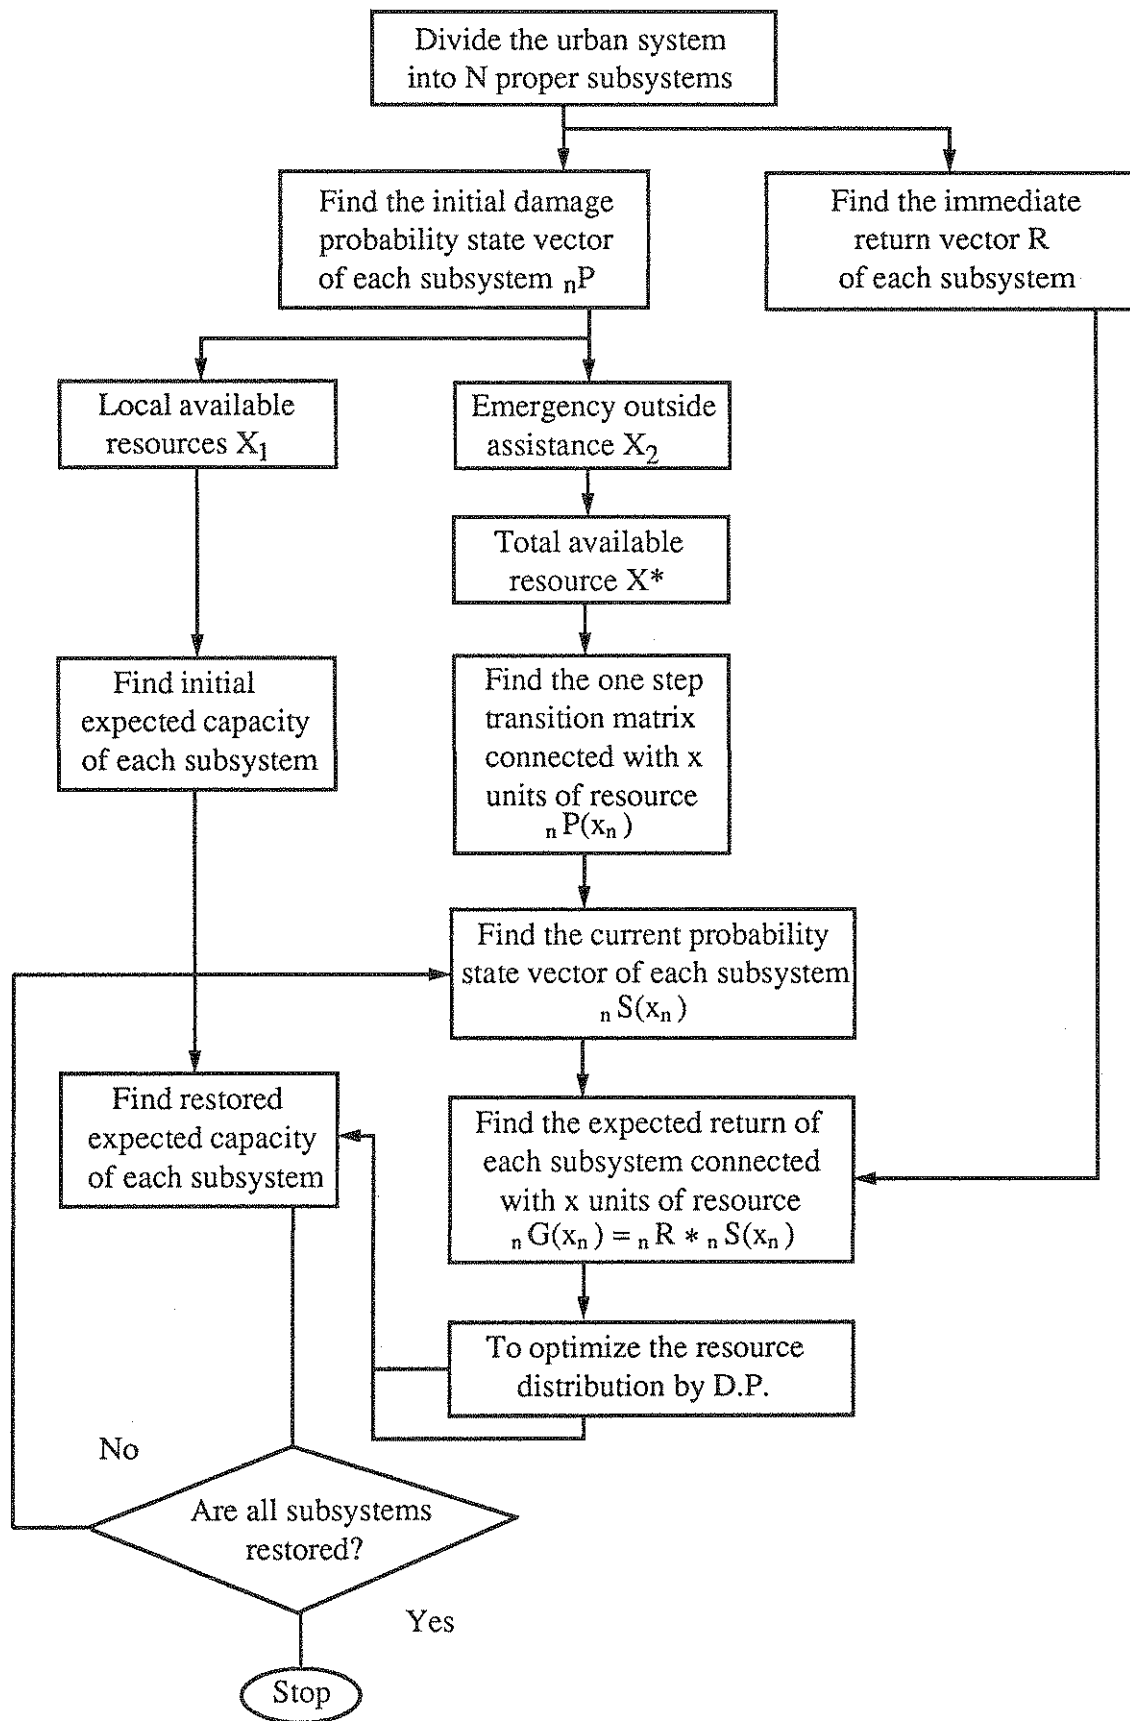 Divide the urban system
into N proper subsystems
Find the initial damage
probability state vector
of each subsystem ₙP
Find the immediate
return vector R
of each subsystem
Local available
resources X₁
Emergency outside
assistance X₂
Total available
resource X*
Find initial
expected capacity
of each subsystem
Find the one step
transition matrix
connected with x
units of resource
ₙ P(xₙ)
Find the current probability
state vector of each subsystem
ₙ S(xₙ)
Find restored
expected capacity
of each subsystem
Find the expected return of
each subsystem connected
with x units of resource
ₙ G(xₙ) = ₙ R * ₙ S(xₙ)
To optimize the resource
distribution by D.P.
No
Are all subsystems
restored?
Yes
Stop